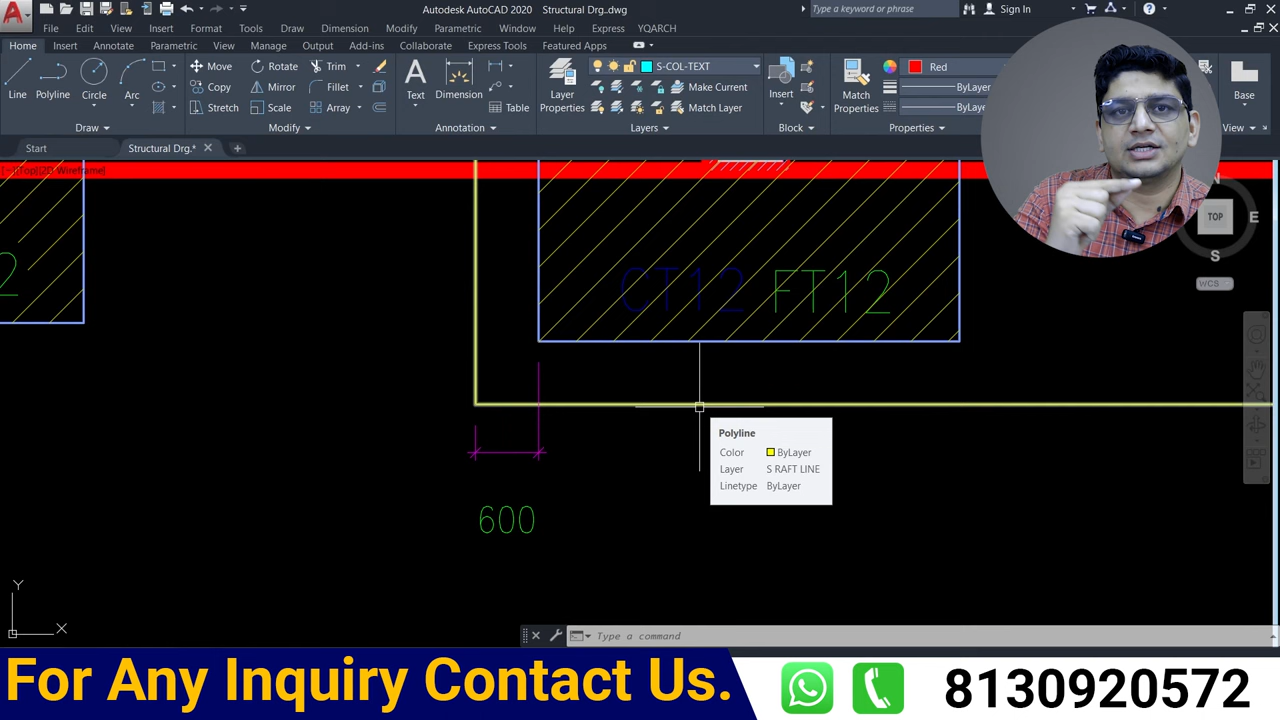 Autodesk AutoCAD 2020 Structural Drg.dwg
Type a keyword or phrase
Sign In
File Edit View Insert Format Tools Draw Dimension Modify Parametric Window Help Express YQARCH
Home Insert Annotate Parametric View Manage Output Add-ins Collaborate Express Tools Featured Apps
Line Polyline Circle Arc
Draw
Move Rotate Trim
Copy Mirror Fillet
Stretch Scale Array
Modify
Text Dimension Table
Annotation
Layer Properties
S-COL-TEXT
Make Current
Match Layer
Layers
Insert
Block
Match Properties
Red
ByLayer
ByLaye
Properties
Base
View
Start Structural Drg.*
[−][Top][2D Wireframe]
TOP
N
E
S
WCS
2
CT12 FT12
Polyline
Color ByLayer
Layer S RAFT LINE
Linetype ByLayer
600
Y
X
Type a command
For Any Inquiry Contact Us.
8130920572